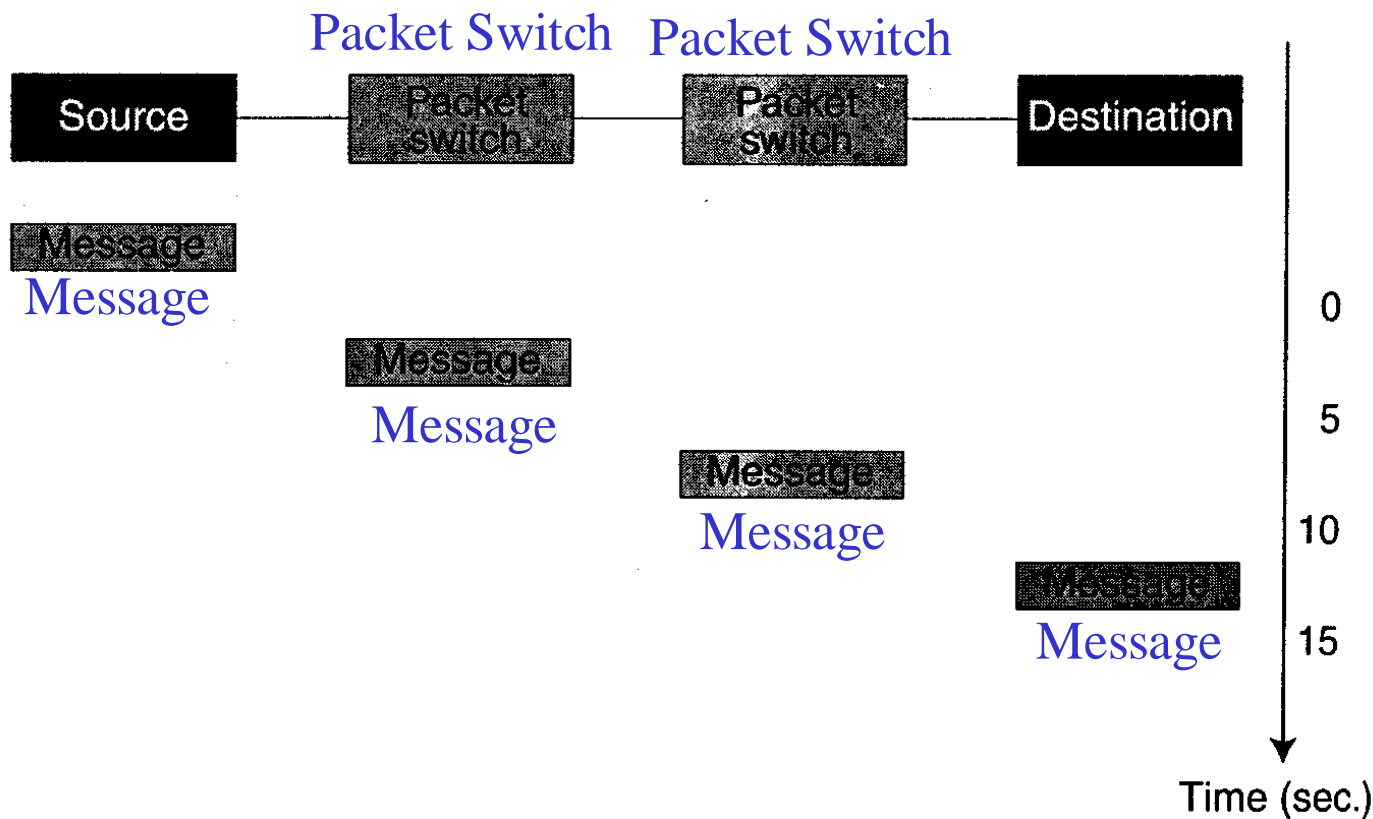 Packet Switch Packet Switch
Source
Packet
switch
Packet
switch
Destination
Message
Message
0
Message
Message
5
Message
Message
10
Message
Message
15
Time (sec.)